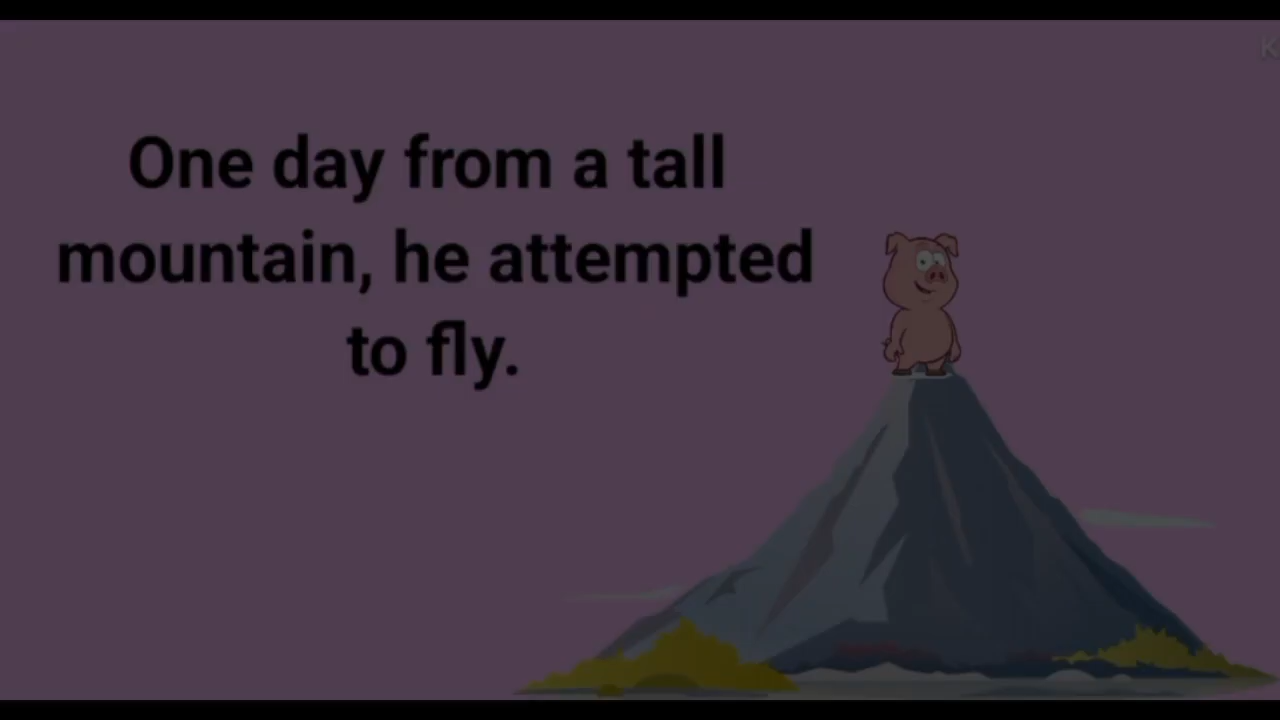 One day from a tall
mountain, he attempted
to fly.
K